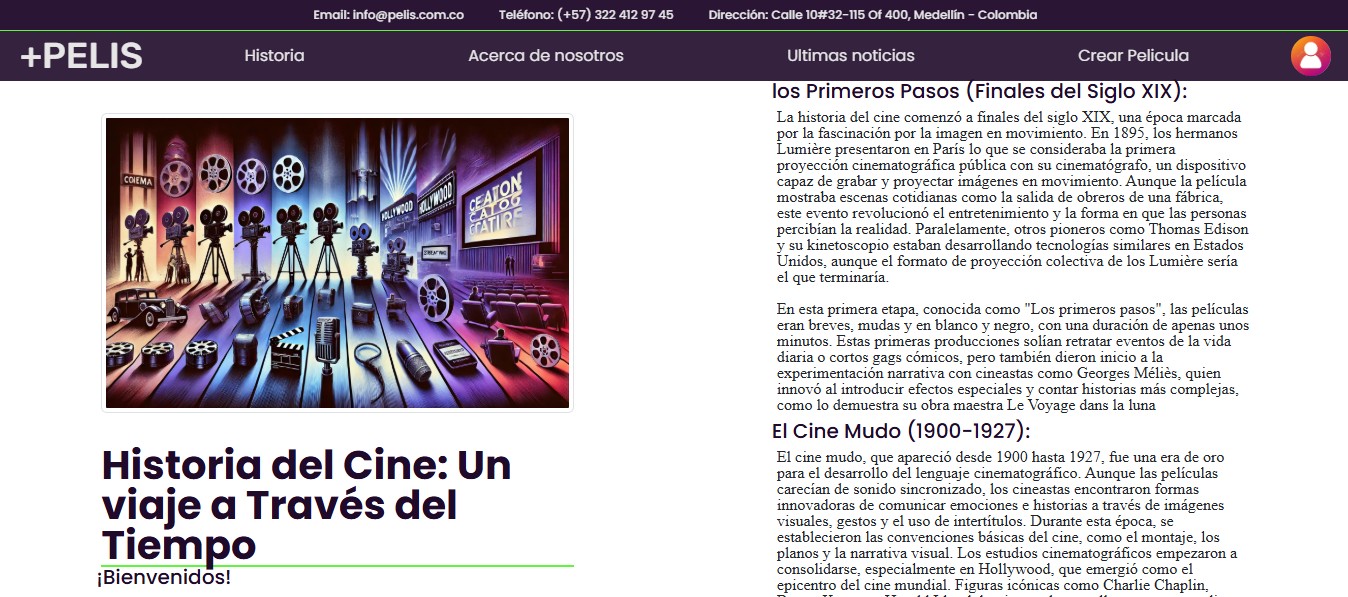 Email: info@pelis.com.co Teléfono: (+57) 322 412 97 45 Dirección: Calle 10#32-115 Of 400, Medellín - Colombia
+PELIS Historia Acerca de nosotros Ultimas noticias Crear Pelicula
CONEMA
HOLLYWOOD
HOLLYWOOD
CEATON
CATOO
CTATIRE
Historia del Cine: Un
viaje a Través del
Tiempo
¡Bienvenidos!
los Primeros Pasos (Finales del Siglo XIX):
La historia del cine comenzó a finales del siglo XIX, una época marcada
por la fascinación por la imagen en movimiento. En 1895, los hermanos
Lumière presentaron en París lo que se consideraba la primera
proyección cinematográfica pública con su cinematógrafo, un dispositivo
capaz de grabar y proyectar imágenes en movimiento. Aunque la película
mostraba escenas cotidianas como la salida de obreros de una fábrica,
este evento revolucionó el entretenimiento y la forma en que las personas
percibían la realidad. Paralelamente, otros pioneros como Thomas Edison
y su kinetoscopio estaban desarrollando tecnologías similares en Estados
Unidos, aunque el formato de proyección colectiva de los Lumière sería
el que terminaría.
En esta primera etapa, conocida como "Los primeros pasos", las películas
eran breves, mudas y en blanco y negro, con una duración de apenas unos
minutos. Estas primeras producciones solían retratar eventos de la vida
diaria o cortos gags cómicos, pero también dieron inicio a la
experimentación narrativa con cineastas como Georges Méliès, quien
innovó al introducir efectos especiales y contar historias más complejas,
como lo demuestra su obra maestra Le Voyage dans la luna
El Cine Mudo (1900-1927):
El cine mudo, que apareció desde 1900 hasta 1927, fue una era de oro
para el desarrollo del lenguaje cinematográfico. Aunque las películas
carecían de sonido sincronizado, los cineastas encontraron formas
innovadoras de comunicar emociones e historias a través de imágenes
visuales, gestos y el uso de intertítulos. Durante esta época, se
establecieron las convenciones básicas del cine, como el montaje, los
planos y la narrativa visual. Los estudios cinematográficos empezaron a
consolidarse, especialmente en Hollywood, que emergió como el
epicentro del cine mundial. Figuras icónicas como Charlie Chaplin,